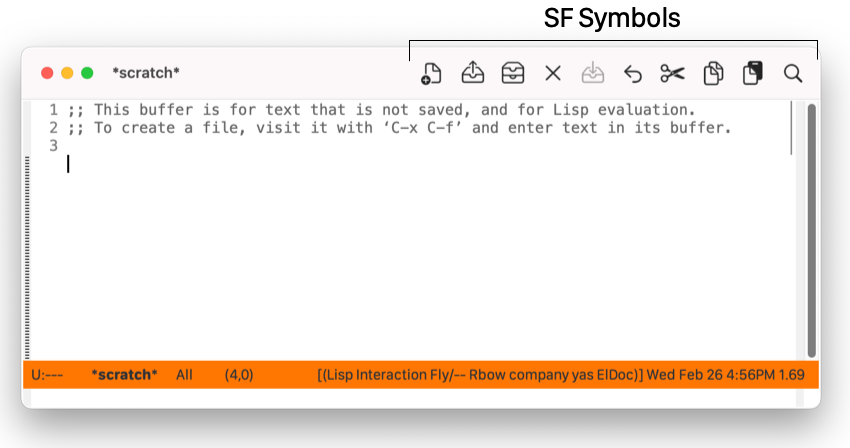 SF Symbols
*scratch*
1 ;; This buffer is for text that is not saved, and for Lisp evaluation.
2 ;; To create a file, visit it with ‘C-x C-f’ and enter text in its buffer.
3
U:--- *scratch* All (4,0) [(Lisp Interaction Fly/-- Rbow company yas ElDoc)] Wed Feb 26 4:56PM 1.69